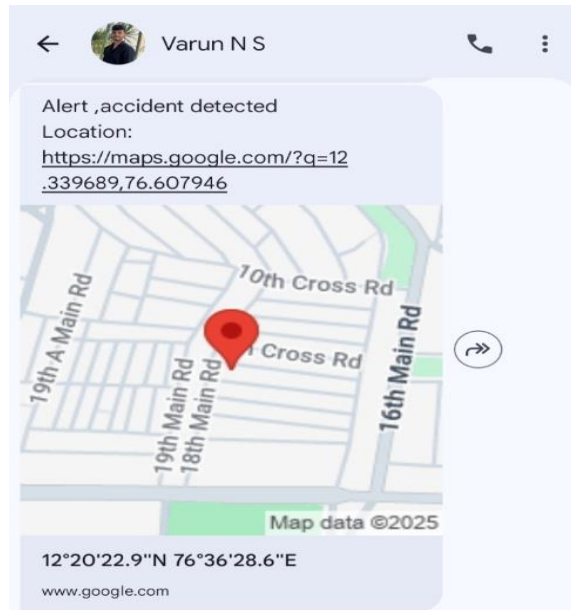 Varun N S
Alert ,accident detected
Location:
https://maps.google.com/?q=12
.339689,76.607946
10th Cross Rd
19th A Main Rd
Cross Rd
16th Main Rd
19th Main Rd
18th Main Rd
Map data ©2025
12°20'22.9"N 76°36'28.6"E
www.google.com